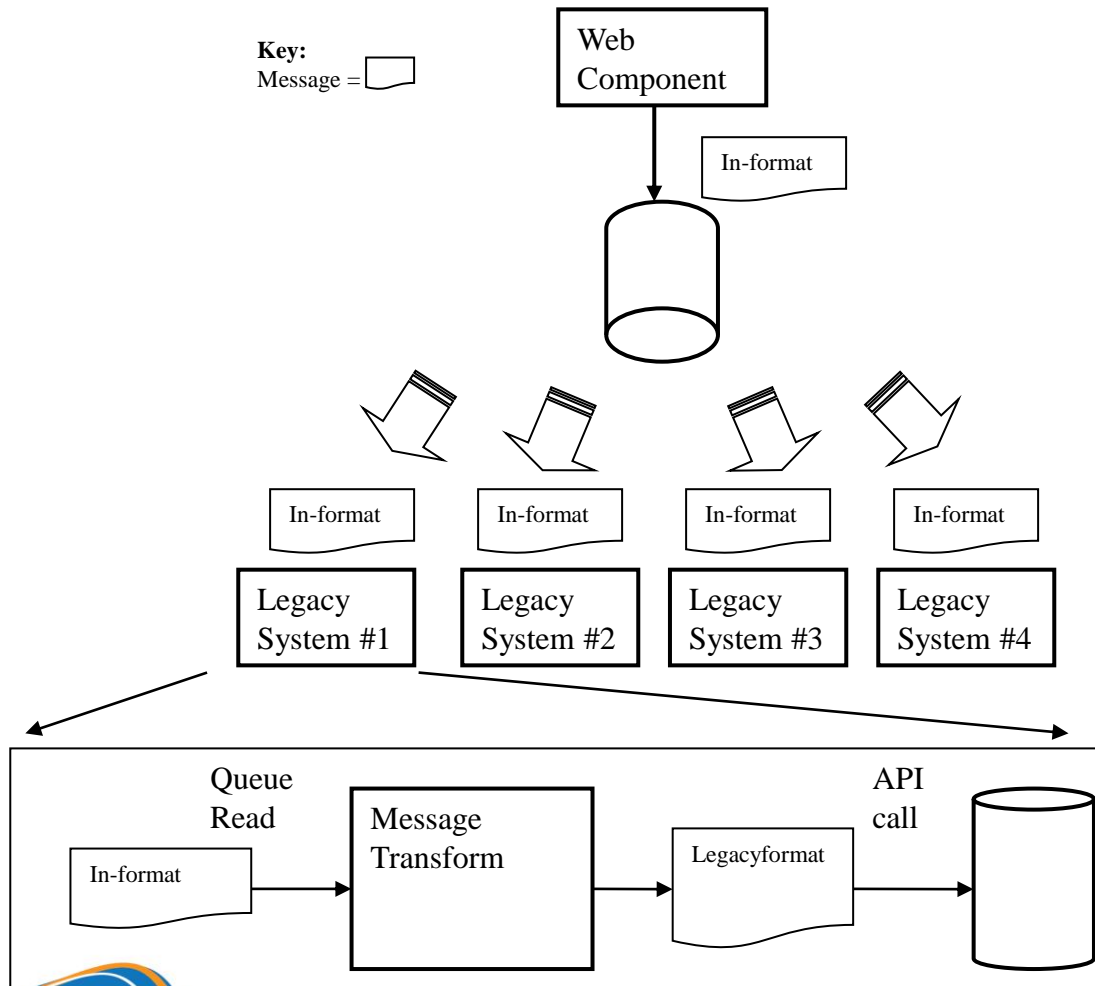 Key:
Message =
Web
Component
In-format
In-format
In-format
In-format
In-format
Legacy
System #1
Legacy
System #2
Legacy
System #3
Legacy
System #4
Queue
Read
In-format
Message
Transform
Legacyformat
API
call